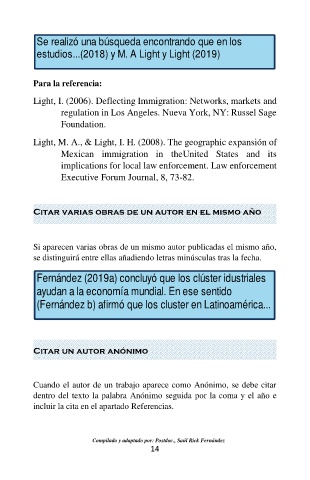 Se realizó una búsqueda encontrando que en los
estudios...(2018) y M. A Light y Light (2019)
Para la referencia:
Light, I. (2006). Deflecting Immigration: Networks, markets and
regulation in Los Angeles. Nueva York, NY: Russel Sage
Foundation.
Light, M. A., & Light, I. H. (2008). The geographic expansión of
Mexican immigration in theUnited States and its
implications for local law enforcement. Law enforcement
Executive Forum Journal, 8, 73-82.
CITAR VARIAS OBRAS DE UN AUTOR EN EL MISMO AÑO
Si aparecen varias obras de un mismo autor publicadas el mismo año,
se distinguirá entre ellas añadiendo letras minúsculas tras la fecha.
Fernández (2019a) concluyó que los clúster idustriales
ayudan a la economía mundial. En ese sentido
(Fernández b) afirmó que los cluster en Latinoamérica...
CITAR UN AUTOR ANÓNIMO
Cuando el autor de un trabajo aparece como Anónimo, se debe citar
dentro del texto la palabra Anónimo seguida por la coma y el año e
incluir la cita en el apartado Referencias.
Compilado y adaptado por: Postdoc., Saúl Rick Fernández
14